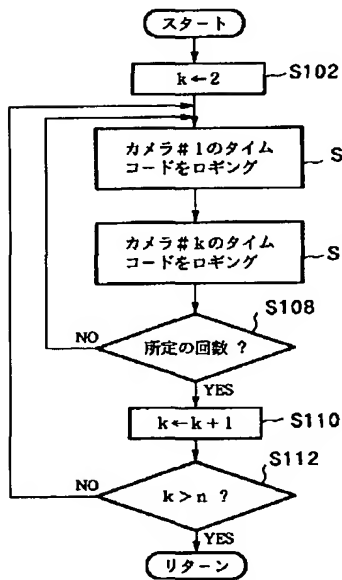 スタート
k←2
S102
カメラ#1のタイム
コードをロギング
S
カメラ#kのタイム
コードをロギング
S
S108
所定の回数 ?
NO
YES
k←k+1
S110
S112
k>n ?
NO
YES
リターン